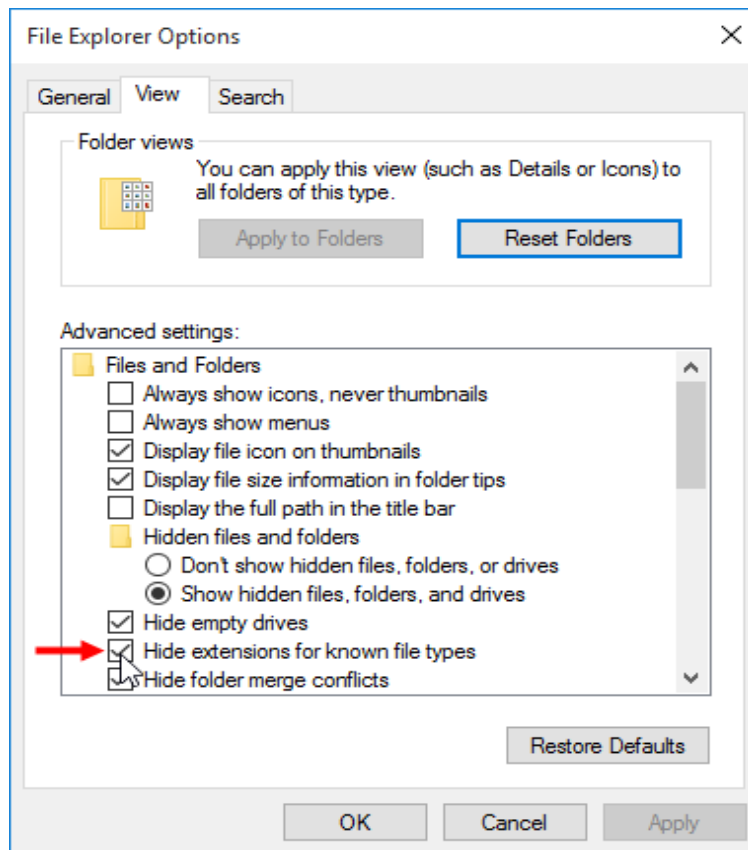 File Explorer Options
General View Search
Folder views
You can apply this view (such as Details or Icons) to
all folders of this type.
Apply to Folders Reset Folders
Advanced settings:
Files and Folders
Always show icons, never thumbnails
Always show menus
Display file icon on thumbnails
Display file size information in folder tips
Display the full path in the title bar
Hidden files and folders
Don't show hidden files, folders, or drives
Show hidden files, folders, and drives
Hide empty drives
Hide extensions for known file types
Hide folder merge conflicts
Restore Defaults
OK Cancel Apply